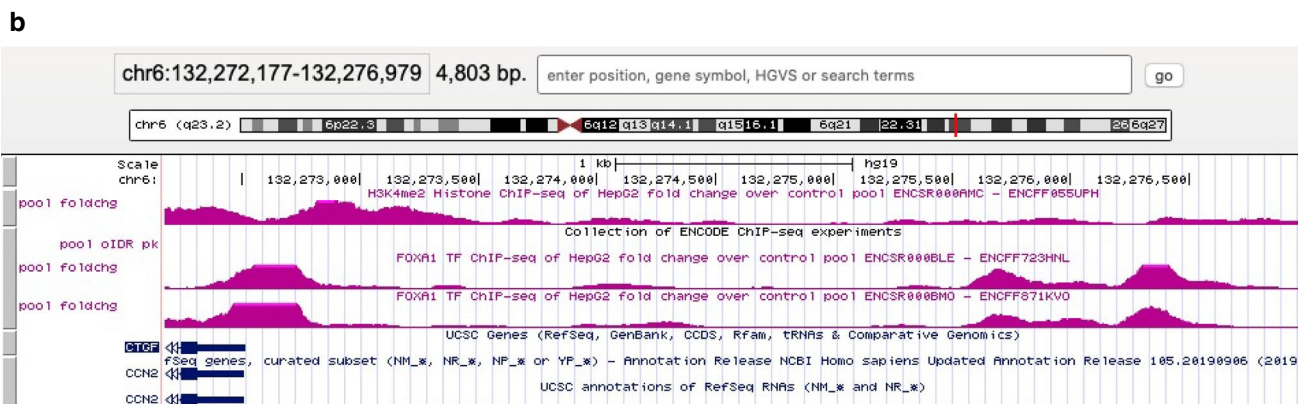 b
chr6:132,272,177-132,276,979 4,803 bp. enter position, gene symbol, HGVS or search terms go
chr6 (q23.2) 6p22.3 6q12 q13 q14.1 q15 16.1 6q21 22.31 26 6q27
Scale 1 kb hg19
chr6: 132,273,000 132,273,500 132,274,000 132,274,500 132,275,000 132,275,500 132,276,000 132,276,500
H3K4me2 Histone ChIP-seq of HepG2 fold change over control pool ENCSR000AMC - ENCFF055UPH
pool foldchg
Collection of ENCODE ChIP-seq experiments
pool oIDR pk
FOXA1 TF ChIP-seq of HepG2 fold change over control pool ENCSR000BLE - ENCFF723HNL
pool foldchg
FOXA1 TF ChIP-seq of HepG2 fold change over control pool ENCSR000BMO - ENCFF871KVO
pool foldchg
UCSC Genes (RefSeq, GenBank, CCDS, Rfam, tRNAs & Comparative Genomics)
CTGF
fSeq genes, curated subset (NM_*, NR_*, NP_* or YP_*) - Annotation Release NCBI Homo sapiens Updated Annotation Release 105.20190906 (2019
CCN2
UCSC annotations of RefSeq RNAs (NM_* and NR_*)
CCN2